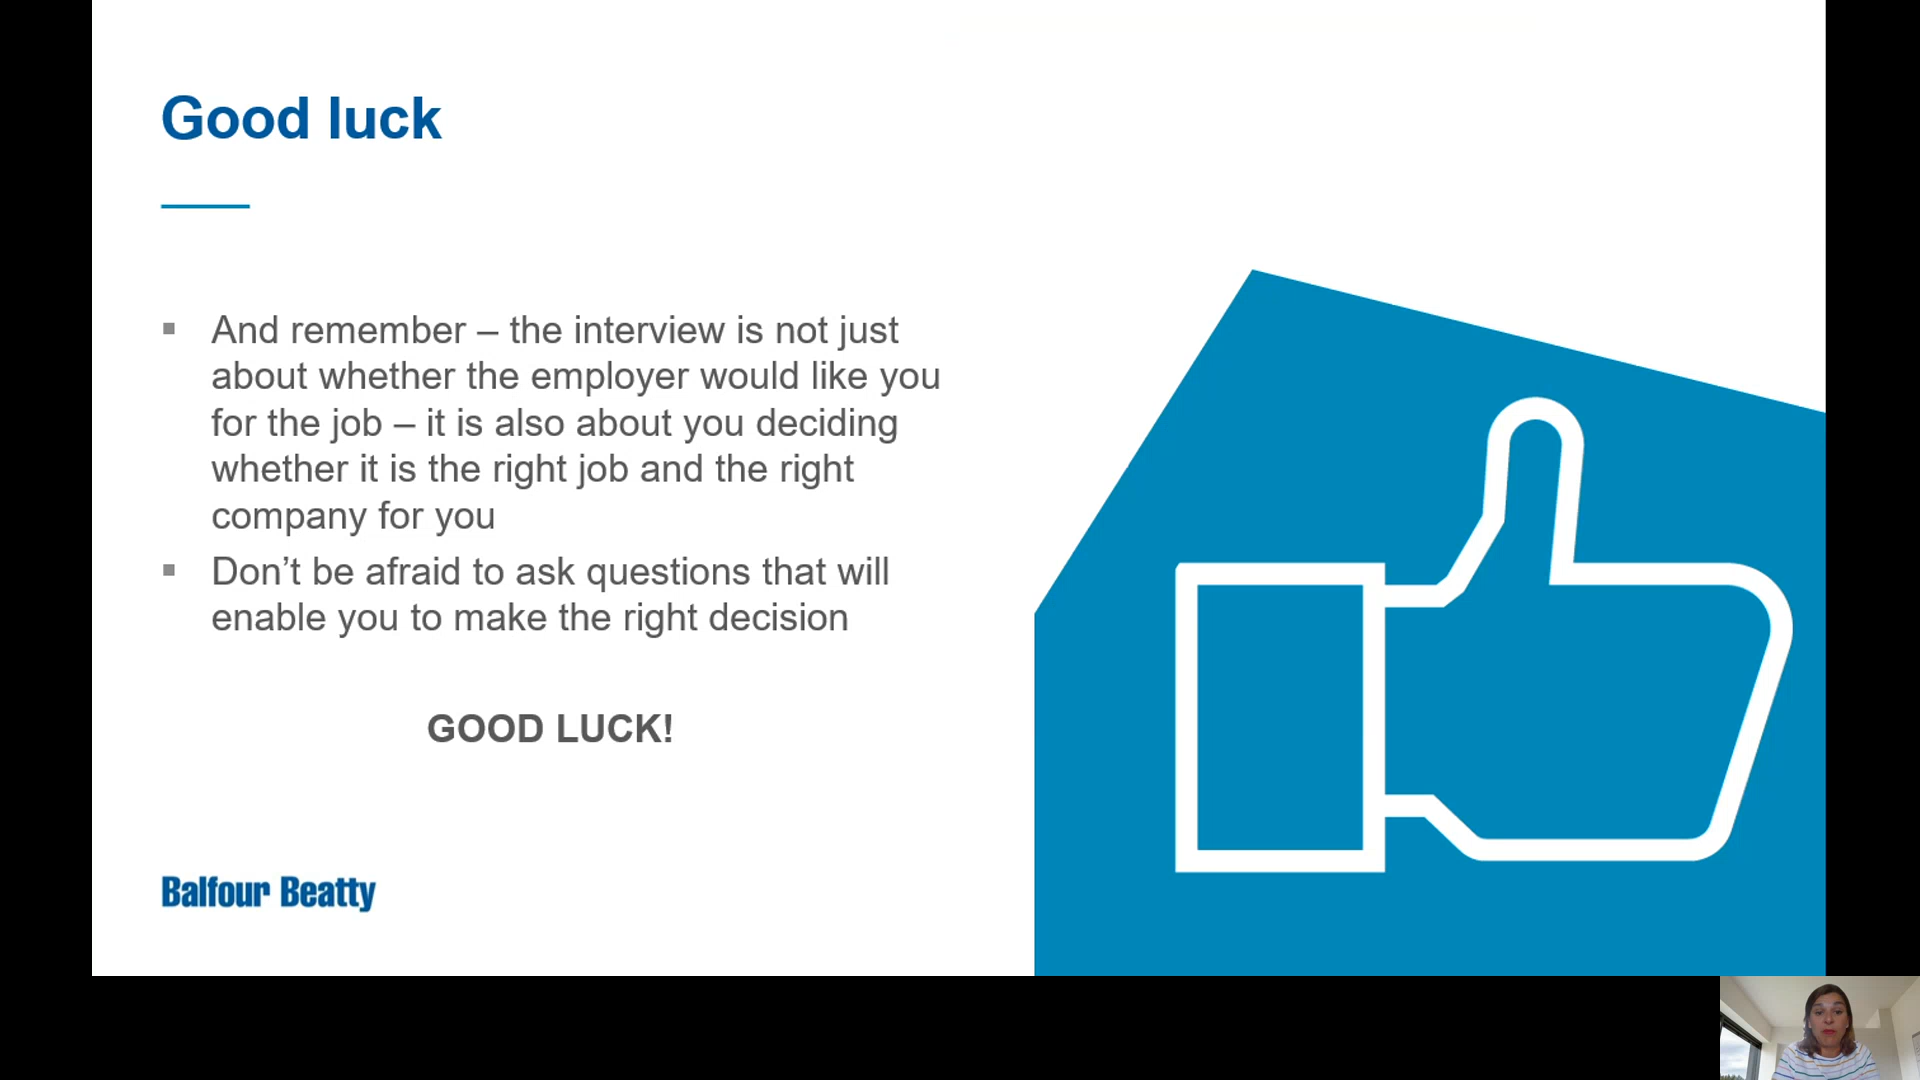 Good luck
And remember – the interview is not just
about whether the employer would like you
for the job – it is also about you deciding
whether it is the right job and the right
company for you
Don’t be afraid to ask questions that will
enable you to make the right decision
GOOD LUCK!
Balfour Beatty